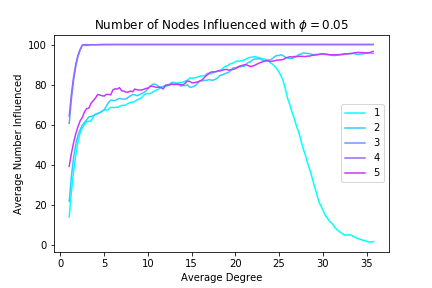 Number of Nodes Influenced with ϕ = 0.05
Average Number Influenced
100
80
60
40
20
0
1
2
3
4
5
0 5 10 15 20 25 30 35
Average Degree